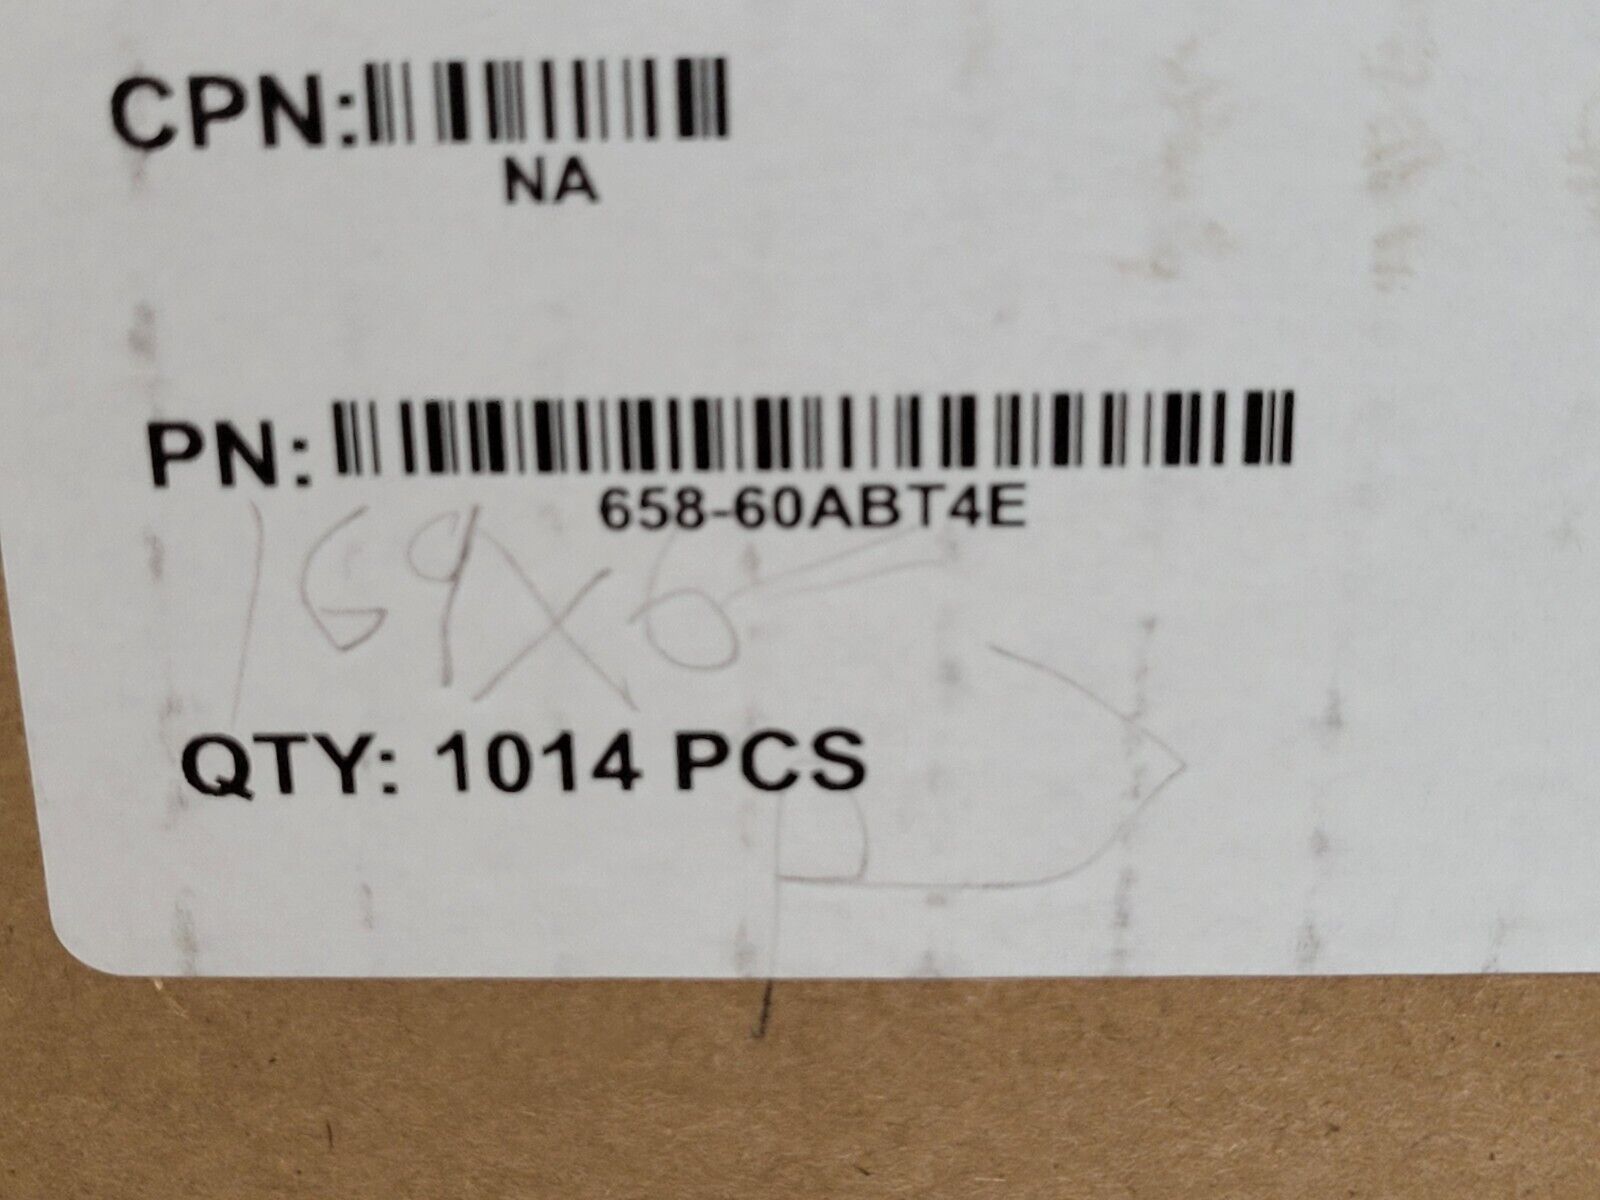 CPN:
NA
PN:
658-60ABT4E
169X6
QTY: 1014 PCS